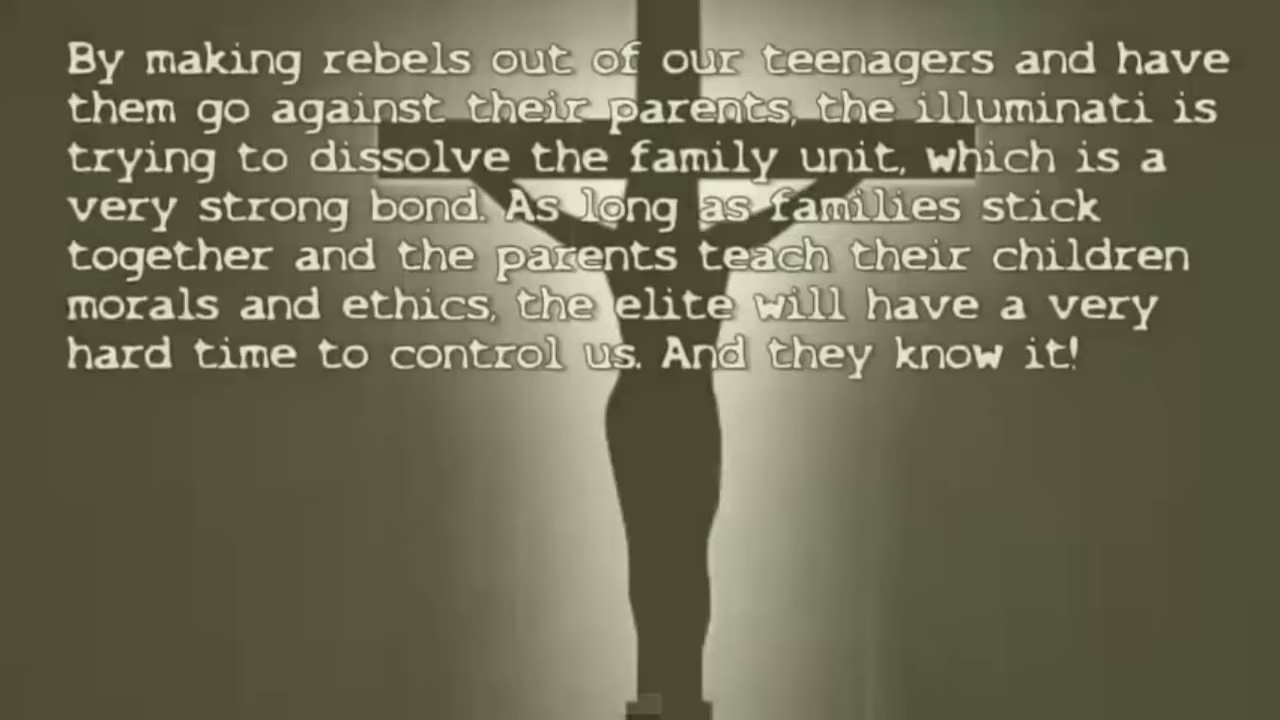 By making rebels out of our teenagers and have
them go against their parents, the illuminati is
trying to dissolve the family unit, which is a
very strong bond. As long as families stick
together and the parents teach their children
morals and ethics, the elite will have a very
hard time to control us. And they know it!